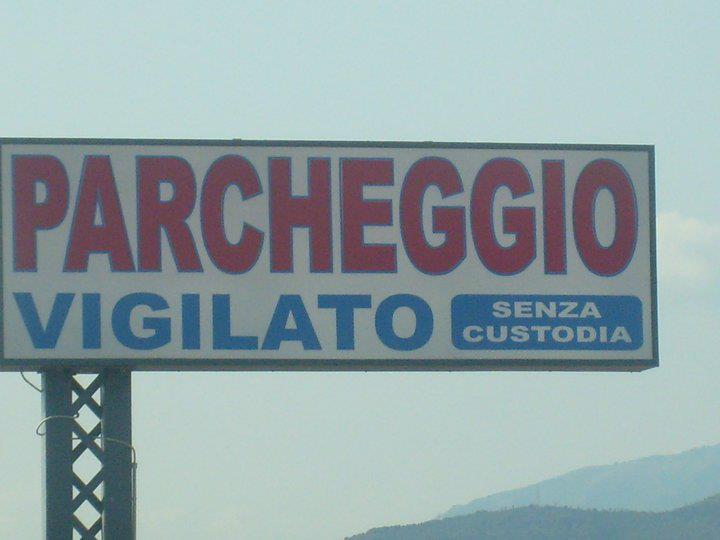 PARCHEGGIO
VIGILATO
SENZA
CUSTODIA